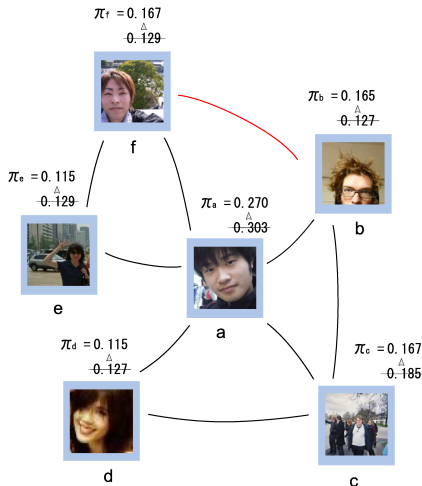 πf = 0.167
△
0.129
f
πb = 0.165
△
0.127
b
πe = 0.115
△
0.129
e
πa = 0.270
△
0.303
a
πd = 0.115
△
0.127
d
πc = 0.167
△
0.185
c